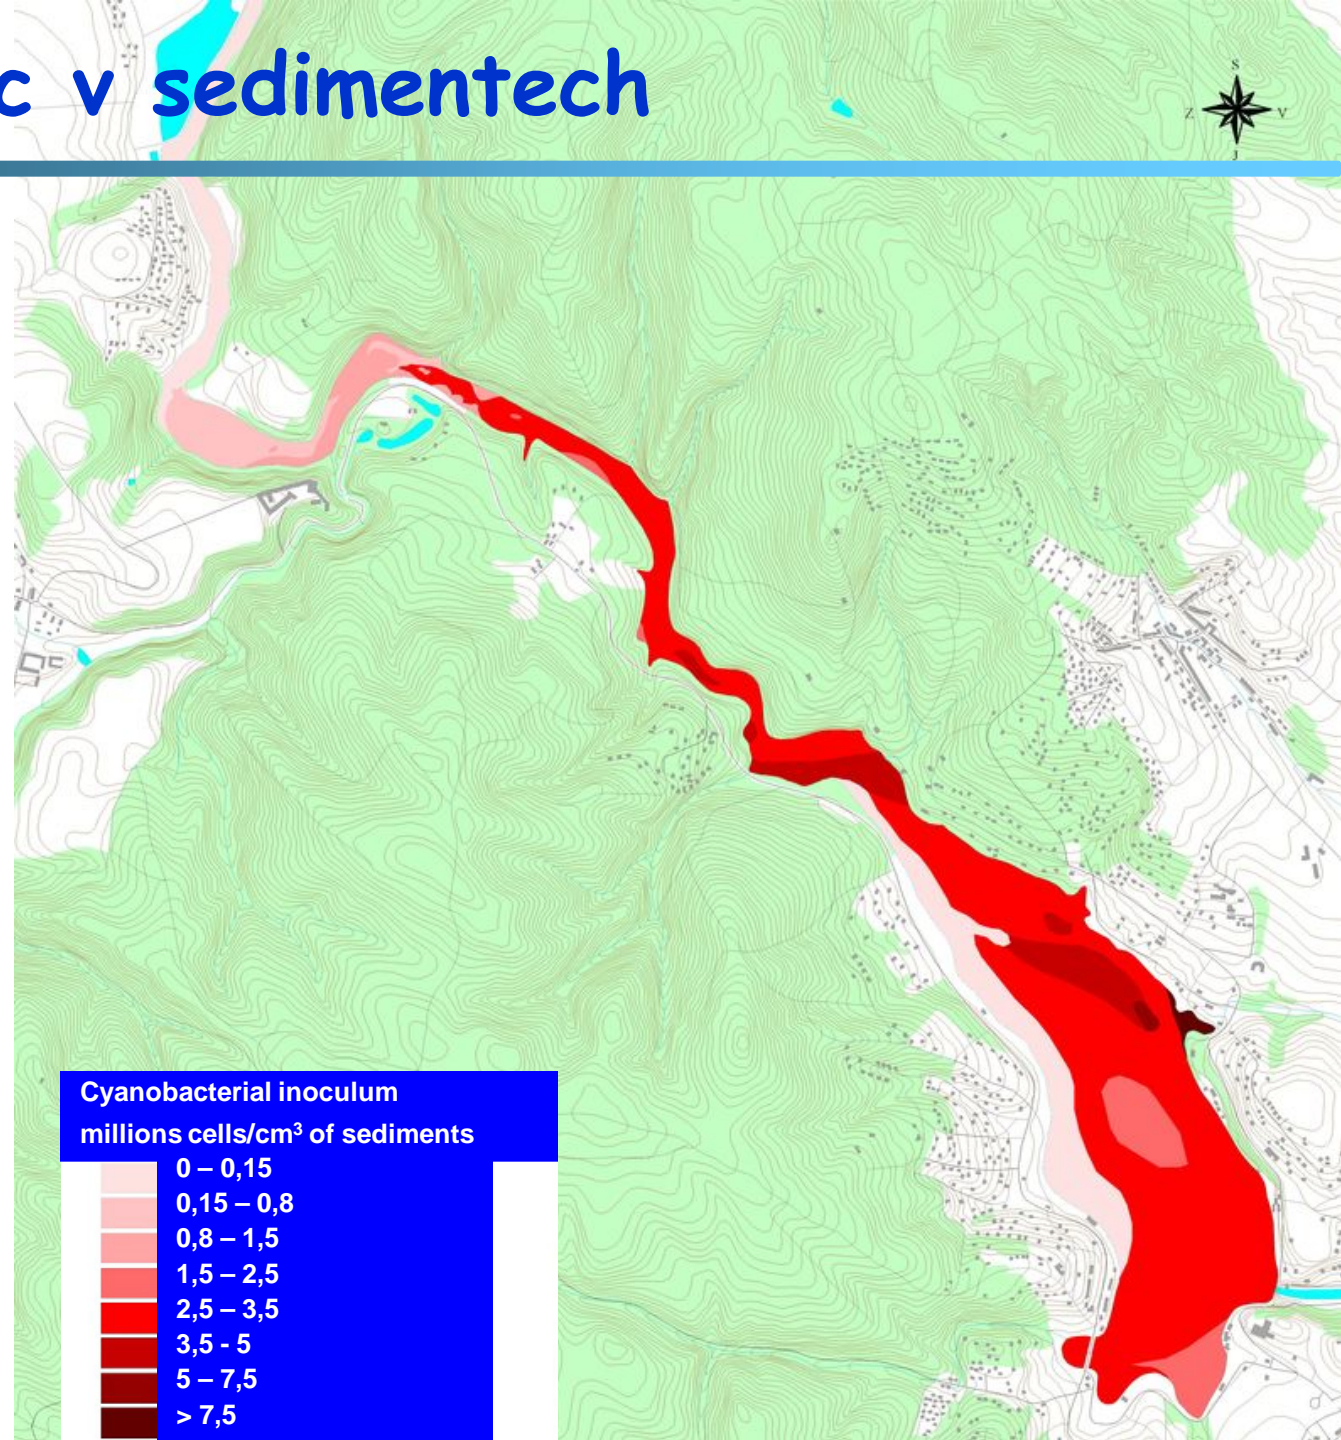 c v sedimentech
S
Z V
J
Cyanobacterial inoculum
millions cells/cm³ of sediments
0 – 0,15
0,15 – 0,8
0,8 – 1,5
1,5 – 2,5
2,5 – 3,5
3,5 - 5
5 – 7,5
> 7,5